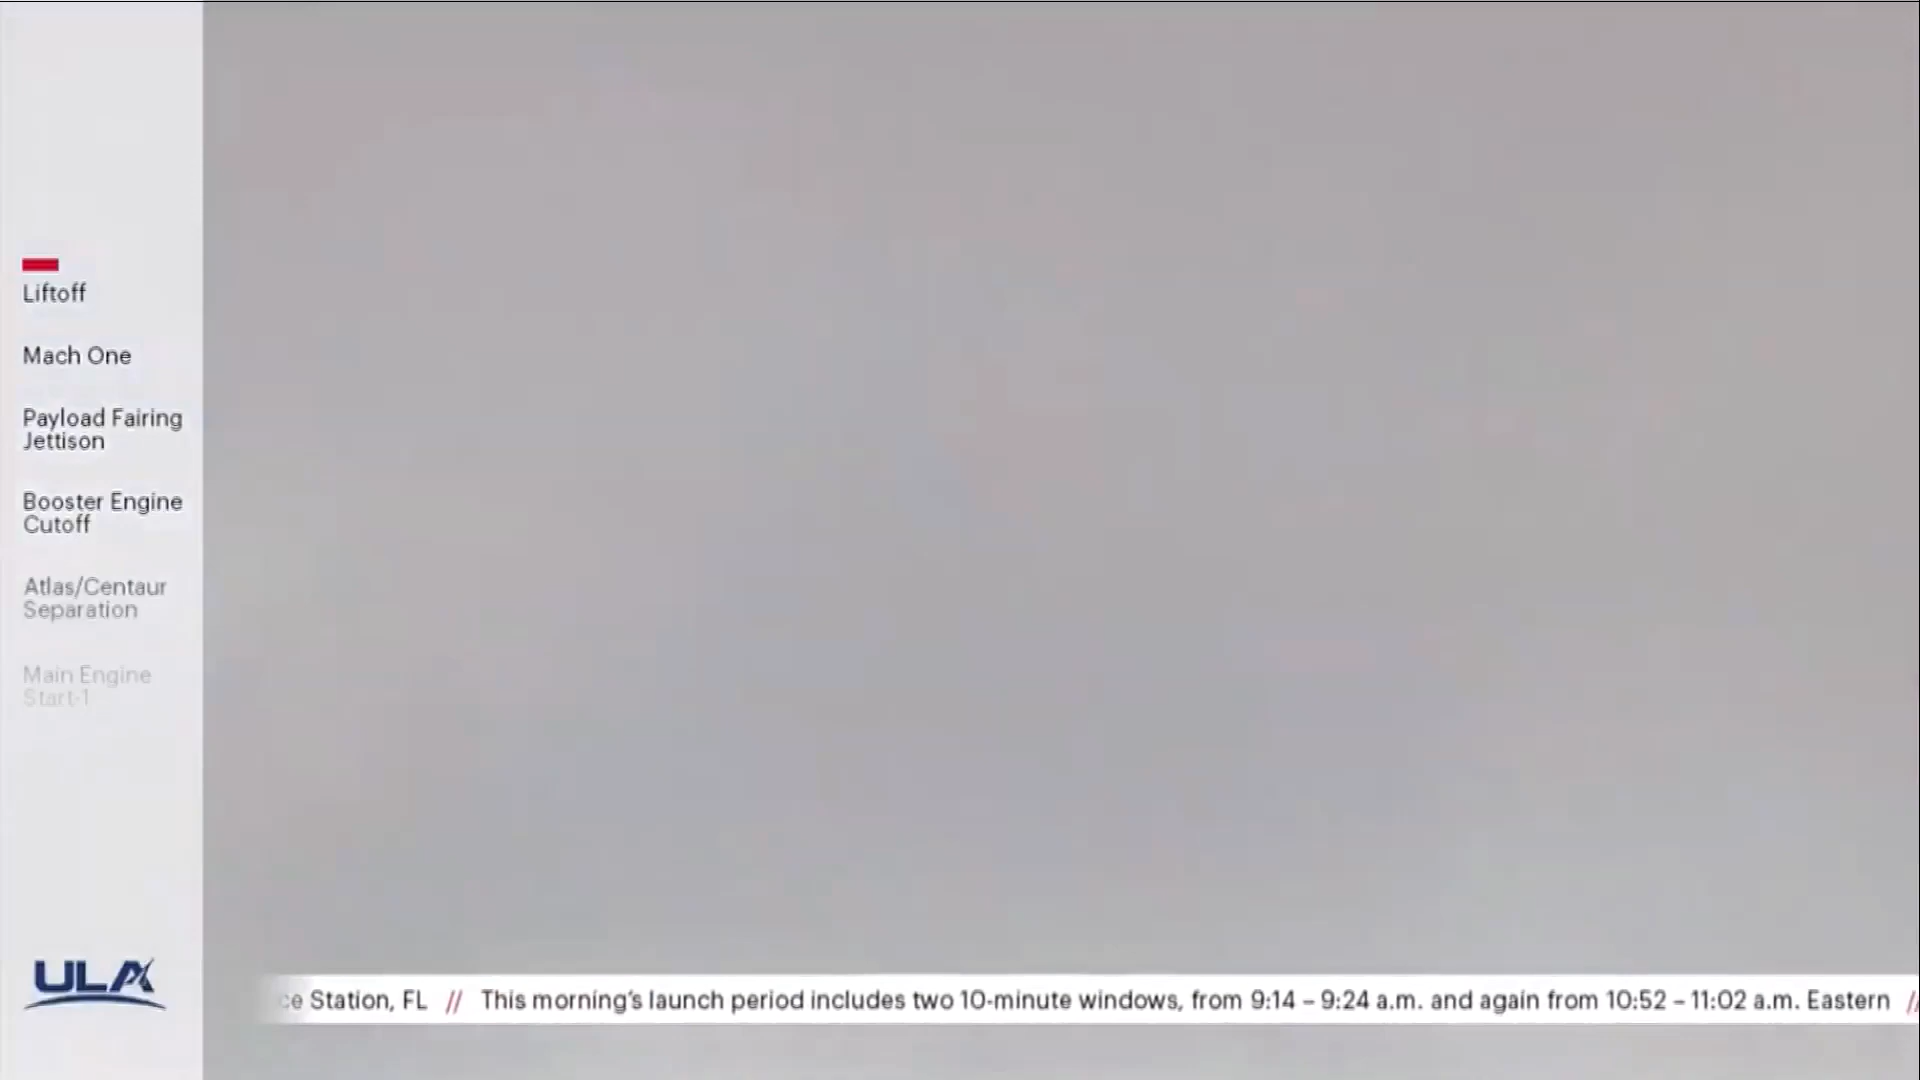 Liftoff
Mach One
Payload Fairing
Jettison
Booster Engine
Cutoff
Atlas/Centaur
Separation
Main Engine
Start-1
ULA
Station, FL // This morning's launch period includes two 10-minute windows, from 9:14 – 9:24 a.m. and again from 10:52 – 11:02 a.m. Eastern //